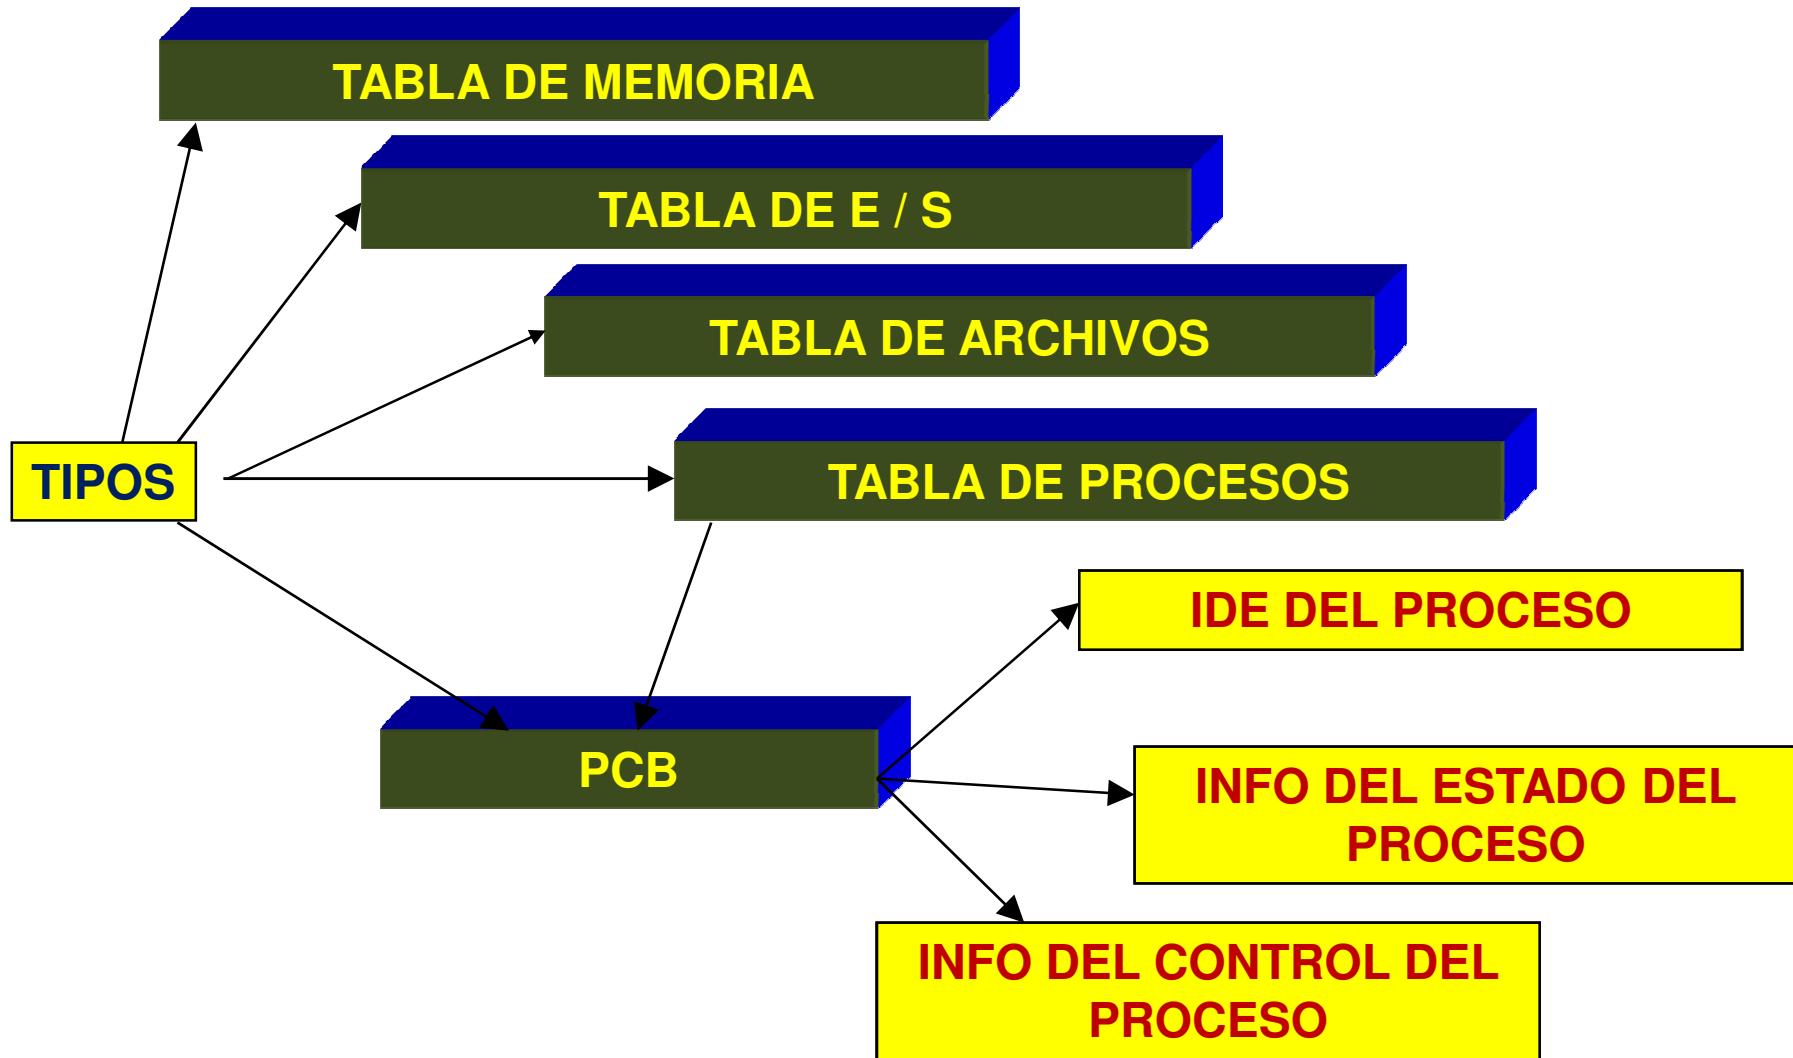 TABLA DE MEMORIA
TABLA DE E / S
TABLA DE ARCHIVOS
TIPOS
TABLA DE PROCESOS
IDE DEL PROCESO
PCB
INFO DEL ESTADO DEL
PROCESO
INFO DEL CONTROL DEL
PROCESO